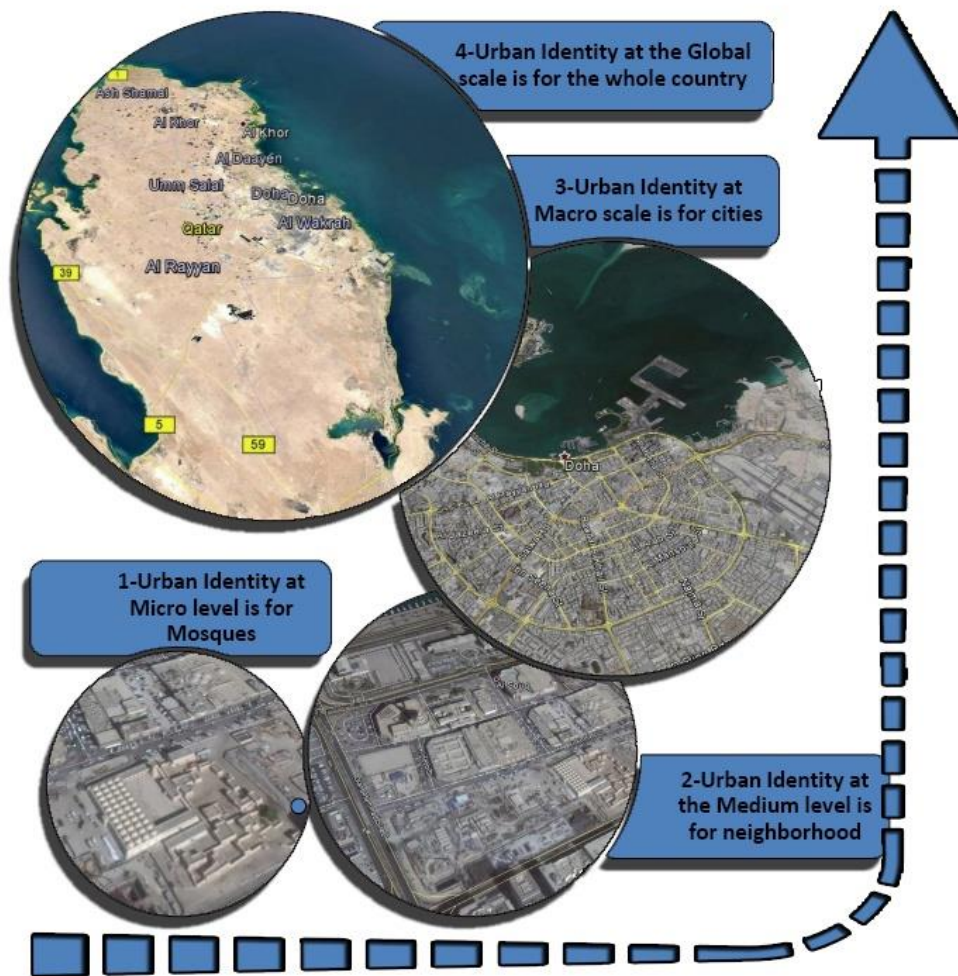 4-Urban Identity at the Global
scale is for the whole country
1
Ash Shamal
Al Khor
Al Khor
Al Daayen
Umm Salal
Doha
Doha
Al Wakrah
Qatar
Al Rayyan
39
5
59
3-Urban Identity at
Macro scale is for cities
Doha
1-Urban Identity at
Micro level is for
Mosques
2-Urban Identity at
the Medium level is
for neighborhood